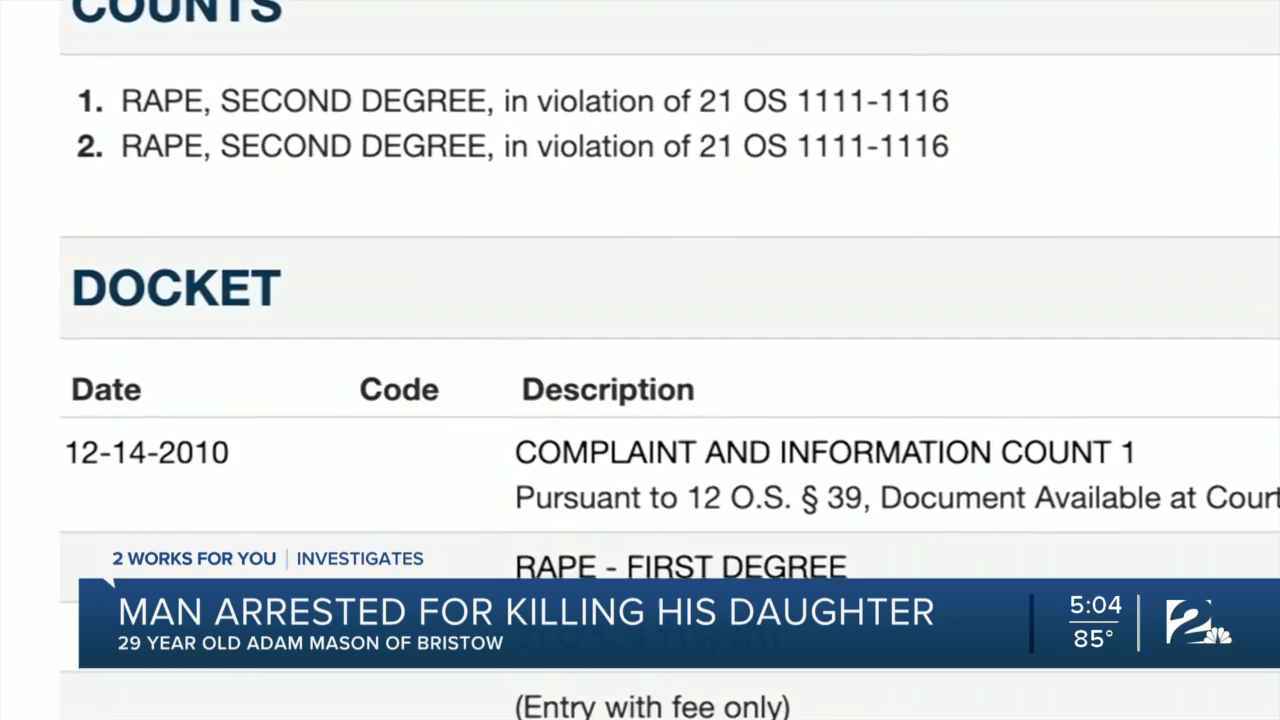 COUNTS
1. RAPE, SECOND DEGREE, in violation of 21 OS 1111-1116
2. RAPE, SECOND DEGREE, in violation of 21 OS 1111-1116
DOCKET
Date Code Description
12-14-2010 COMPLAINT AND INFORMATION COUNT 1
Pursuant to 12 O.S. § 39, Document Available at Court
2 WORKS FOR YOU | INVESTIGATES
RAPE - FIRST DEGREE
MAN ARRESTED FOR KILLING HIS DAUGHTER
29 YEAR OLD ADAM MASON OF BRISTOW
5:04
85°
2
(Entry with fee only)